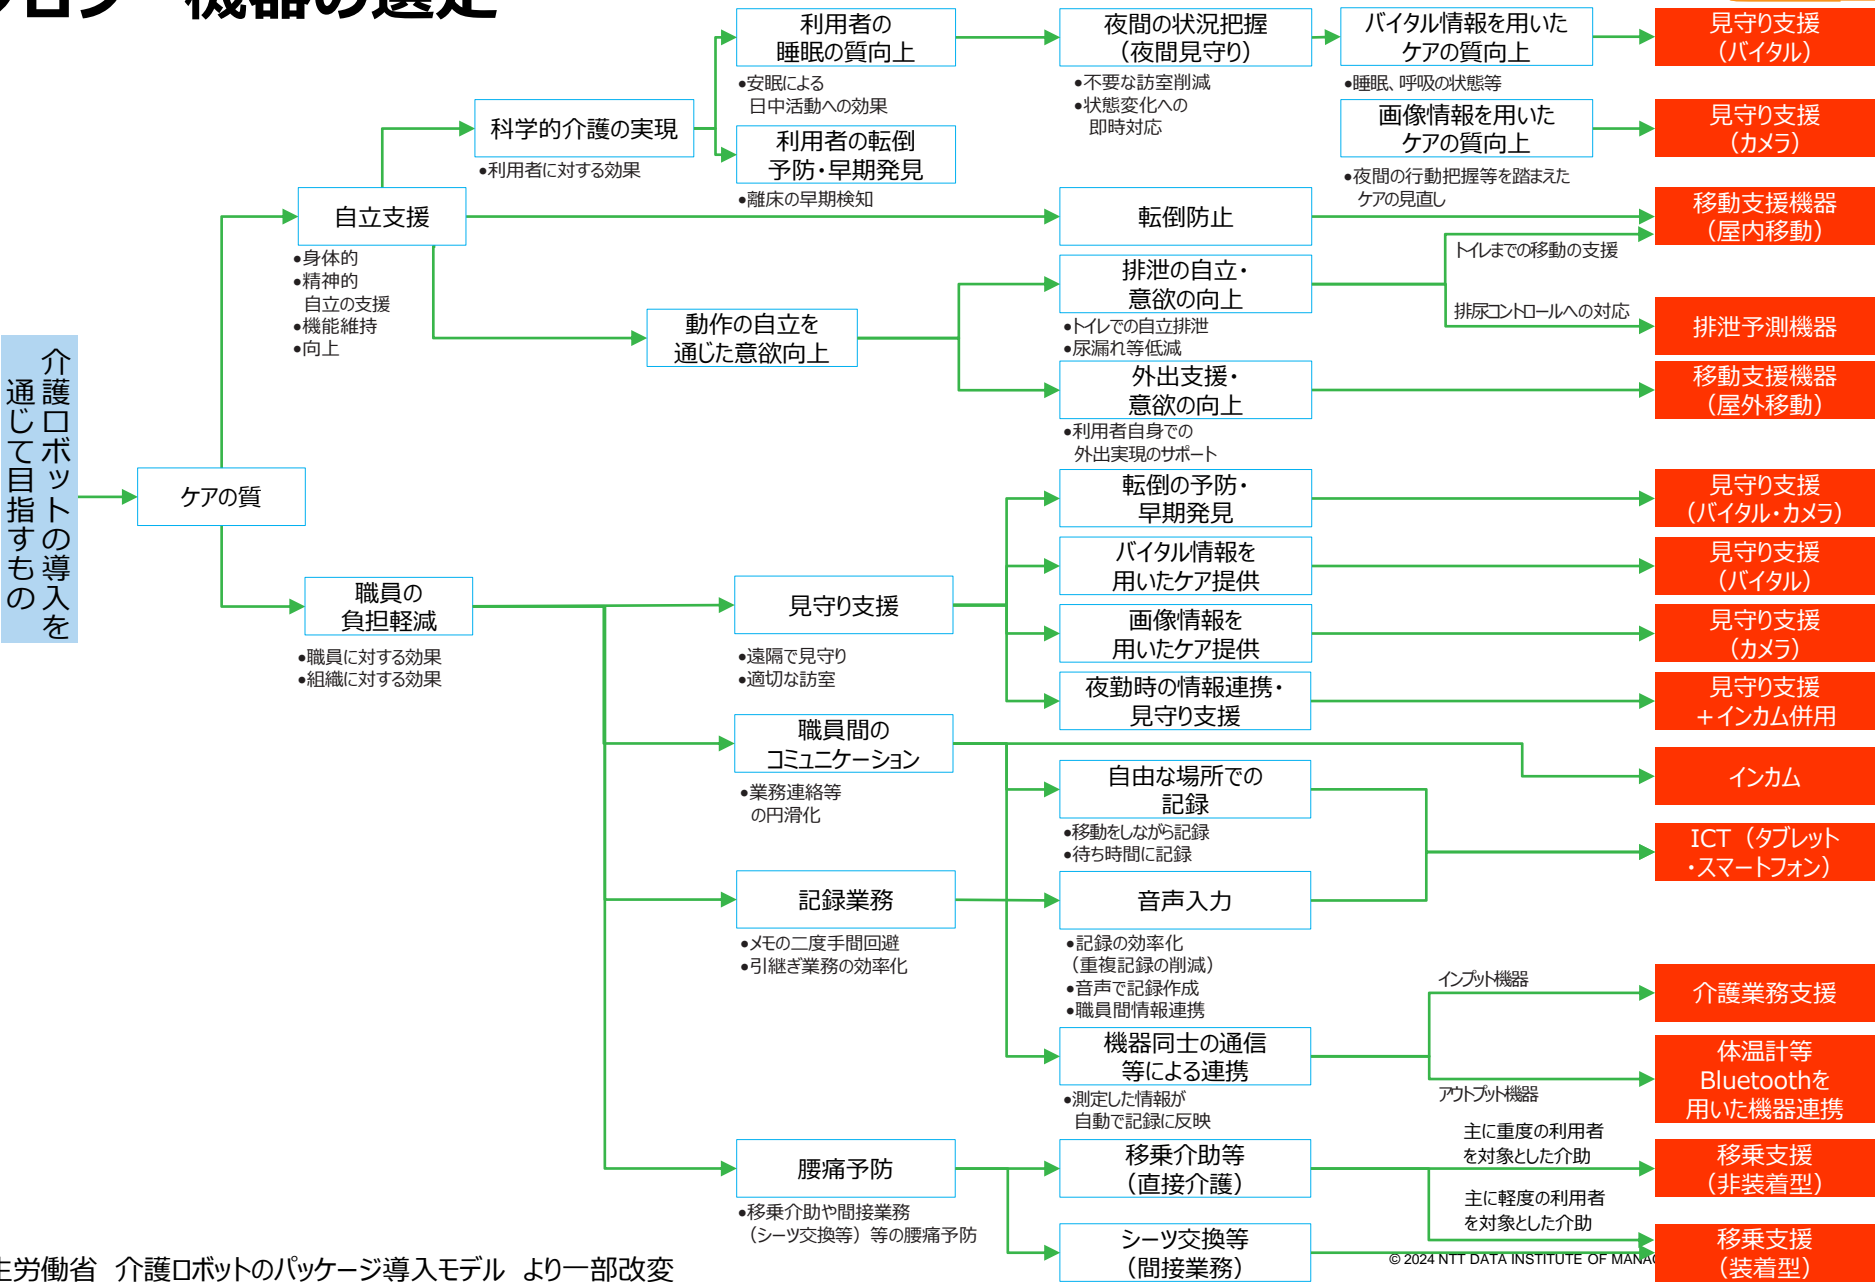 フロー 機器の選定
介護ロボットの導入を
通じて目指すもの
ケアの質
自立支援
●身体的
●精神的
自立の支援
●機能維持
●向上
職員の
負担軽減
●職員に対する効果
●組織に対する効果
科学的介護の実現
●利用者に対する効果
動作の自立を
通じた意欲向上
利用者の
睡眠の質向上
●安眠による
日中活動への効果
利用者の転倒
予防・早期発見
●離床の早期検知
見守り支援
●遠隔で見守り
●適切な訪室
職員間の
コミュニケーション
●業務連絡等
の円滑化
記録業務
●メモの二度手間回避
●引継ぎ業務の効率化
腰痛予防
●移乗介助や間接業務
（シーツ交換等）等の腰痛予防
夜間の状況把握
（夜間見守り）
●不要な訪室削減
●状態変化への
即時対応
転倒防止
排泄の自立・
意欲の向上
●トイレでの自立排泄
●尿漏れ等低減
外出支援・
意欲の向上
●利用者自身での
外出実現のサポート
転倒の予防・
早期発見
バイタル情報を
用いたケア提供
画像情報を
用いたケア提供
夜勤時の情報連携・
見守り支援
自由な場所での
記録
●移動をしながら記録
●待ち時間に記録
音声入力
●記録の効率化
（重複記録の削減）
●音声で記録作成
●職員間情報連携
機器同士の通信
等による連携
●測定した情報が
自動で記録に反映
移乗介助等
（直接介護）
シーツ交換等
（間接業務）
バイタル情報を用いた
ケアの質向上
●睡眠、呼吸の状態等
画像情報を用いた
ケアの質向上
●夜間の行動把握等を踏まえた
ケアの見直し
トイレまでの移動の支援
排尿コントロールへの対応
インプット機器
アウトプット機器
主に重度の利用者
を対象とした介助
主に軽度の利用者
を対象とした介助
見守り支援
（バイタル）
見守り支援
（カメラ）
移動支援機器
（屋内移動）
排泄予測機器
移動支援機器
（屋外移動）
見守り支援
（バイタル・カメラ）
見守り支援
（バイタル）
見守り支援
（カメラ）
見守り支援
＋インカム併用
インカム
ICT（タブレット
・スマートフォン）
介護業務支援
体温計等
Bluetoothを
用いた機器連携
移乗支援
（非装着型）
移乗支援
（装着型）
生労働省 介護ロボットのパッケージ導入モデル より一部改変
© 2024 NTT DATA INSTITUTE OF MANA